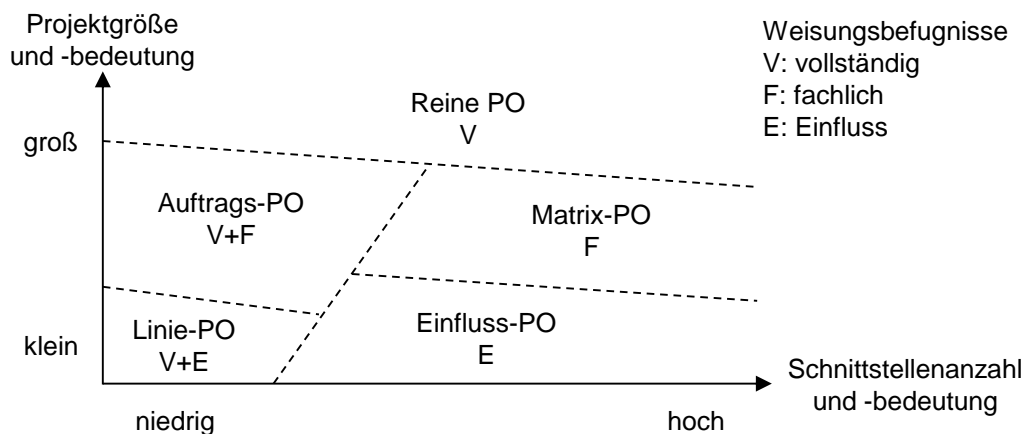 Projektgröße
und -bedeutung
Weisungsbefugnisse
V: vollständig
F: fachlich
E: Einfluss
Reine PO
V
groß
Auftrags-PO
V+F
Matrix-PO
F
Linie-PO
V+E
Einfluss-PO
E
klein
Schnittstellenanzahl
und -bedeutung
niedrig
hoch